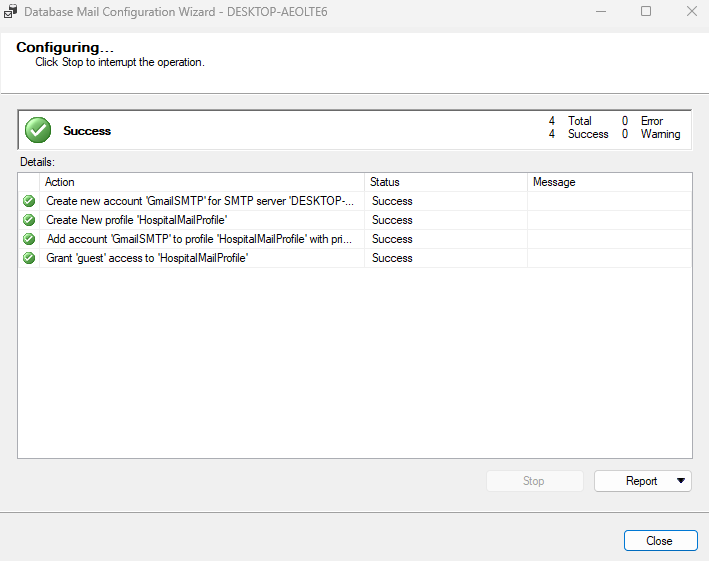 Database Mail Configuration Wizard - DESKTOP-AEOLTE6
Configuring...
Click Stop to interrupt the operation.
Success
4 Total 0 Error
4 Success 0 Warning
Details:
Action Status Message
Create new account 'GmailSMTP' for SMTP server 'DESKTOP-... Success
Create New profile 'HospitalMailProfile' Success
Add account 'GmailSMTP' to profile 'HospitalMailProfile' with pri... Success
Grant 'guest' access to 'HospitalMailProfile' Success
Stop Report
Close